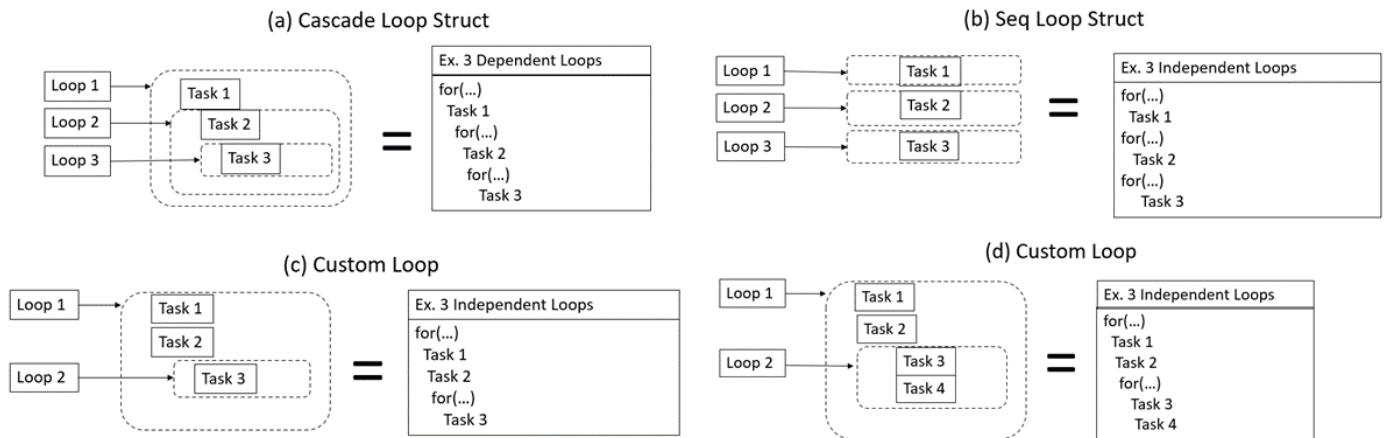 (a) Cascade Loop Struct
Loop 1
Loop 2
Loop 3
Task 1
Task 2
Task 3
=
Ex. 3 Dependent Loops
for(...)
Task 1
for(...)
Task 2
for(...)
Task 3
(b) Seq Loop Struct
Loop 1
Loop 2
Loop 3
Task 1
Task 2
Task 3
=
Ex. 3 Independent Loops
for(...)
Task 1
for(...)
Task 2
for(...)
Task 3
(c) Custom Loop
Loop 1
Loop 2
Task 1
Task 2
Task 3
=
Ex. 3 Independent Loops
for(...)
Task 1
Task 2
for(...)
Task 3
(d) Custom Loop
Loop 1
Loop 2
Task 1
Task 2
Task 3
Task 4
=
Ex. 3 Independent Loops
for(...)
Task 1
Task 2
for(...)
Task 3
Task 4